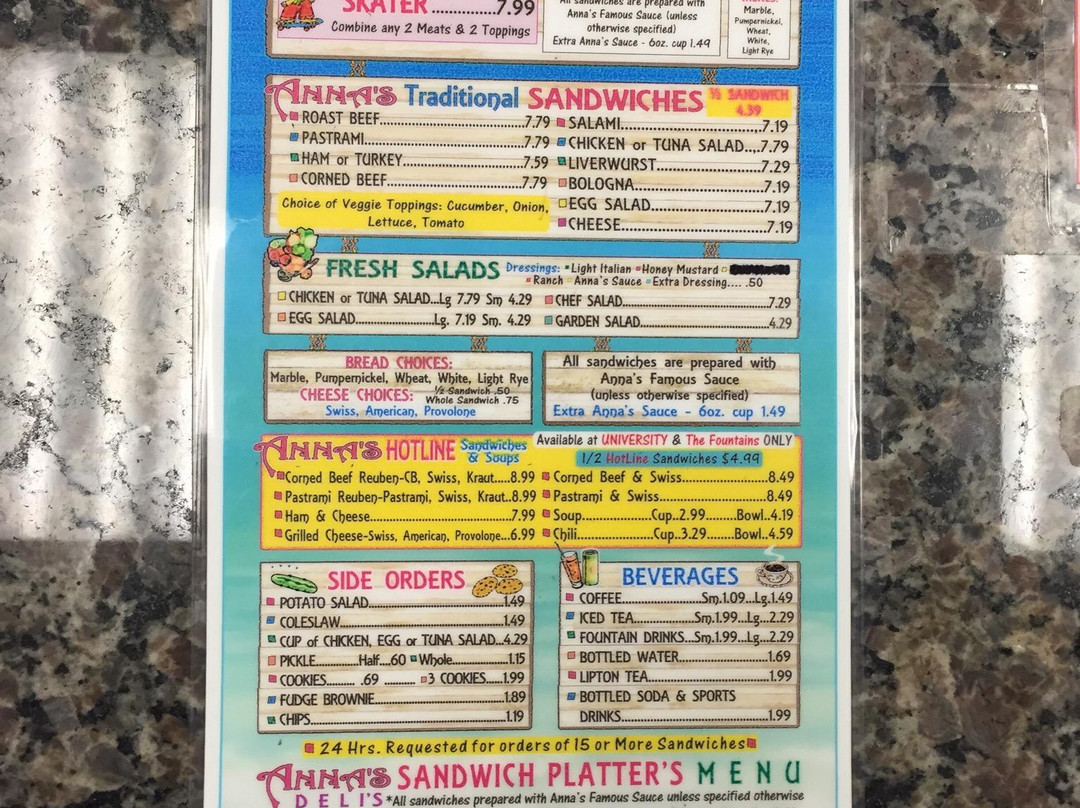 SKATER..............7.99
Combine any 2 Meats & 2 Toppings
All sandwiches are prepared with
Anna's Famous Sauce (unless
otherwise specified)
Extra Anna's Sauce - 6oz. cup 1.49
Marble,
Pumpernickel,
Wheat,
White,
Light Rye
ANNA'S Traditional SANDWICHES
½ SANDWICH
4.39
ROAST BEEF..............................7.79
PASTRAMI..................................7.79
HAM or TURKEY.........................7.59
CORNED BEEF............................7.79
Choice of Veggie Toppings: Cucumber, Onion,
Lettuce, Tomato
SALAMI..............................7.19
CHICKEN or TUNA SALAD....7.79
LIVERWURST.......................7.29
BOLOGNA............................7.19
EGG SALAD.........................7.19
CHEESE...............................7.19
FRESH SALADS
Dressings: Light Italian Honey Mustard
Ranch Anna's Sauce Extra Dressing.... .50
CHICKEN or TUNA SALAD...Lg 7.79 Sm 4.29
EGG SALAD......................Lg. 7.19 Sm. 4.29
CHEF SALAD..............................7.29
GARDEN SALAD..........................4.29
BREAD CHOICES:
Marble, Pumpernickel, Wheat, White, Light Rye
CHEESE CHOICES: ½ Sandwich .50
Whole Sandwich .75
Swiss, American, Provolone
All sandwiches are prepared with
Anna's Famous Sauce
(unless otherwise specified)
Extra Anna's Sauce - 6oz. cup 1.49
ANNA'S HOTLINE Sandwiches
& Soups
Available at UNIVERSITY & The Fountains ONLY
1/2 HotLine Sandwiches $4.99
Corned Beef Reuben-CB, Swiss, Kraut.....8.99
Pastrami Reuben-Pastrami, Swiss, Kraut..8.99
Ham & Cheese..............................7.99
Grilled Cheese-Swiss, American, Provolone...6.99
Corned Beef & Swiss.......................8.49
Pastrami & Swiss..........................8.49
Soup..............Cup..2.99........Bowl..4.19
Chili...............Cup..3.29........Bowl..4.59
SIDE ORDERS
POTATO SALAD............................1.49
COLESLAW.................................1.49
CUP of CHICKEN, EGG or TUNA SALAD...4.29
PICKLE.........Half....60 Whole............1.15
COOKIES......... .69 .......... 3 COOKIES....1.99
FUDGE BROWNIE..........................1.89
CHIPS......................................1.19
BEVERAGES
COFFEE..................Sm.1.09...Lg.1.49
ICED TEA...............Sm.1.99...Lg...2.29
FOUNTAIN DRINKS...Sm.1.99...Lg...2.29
BOTTLED WATER....................1.69
LIPTON TEA..........................1.99
BOTTLED SODA & SPORTS
DRINKS................................1.99
24 Hrs. Requested for orders of 15 or More Sandwiches
ANNA'S SANDWICH PLATTER'S MENU
DELI'S *All sandwiches prepared with Anna's Famous Sauce unless specified otherwise